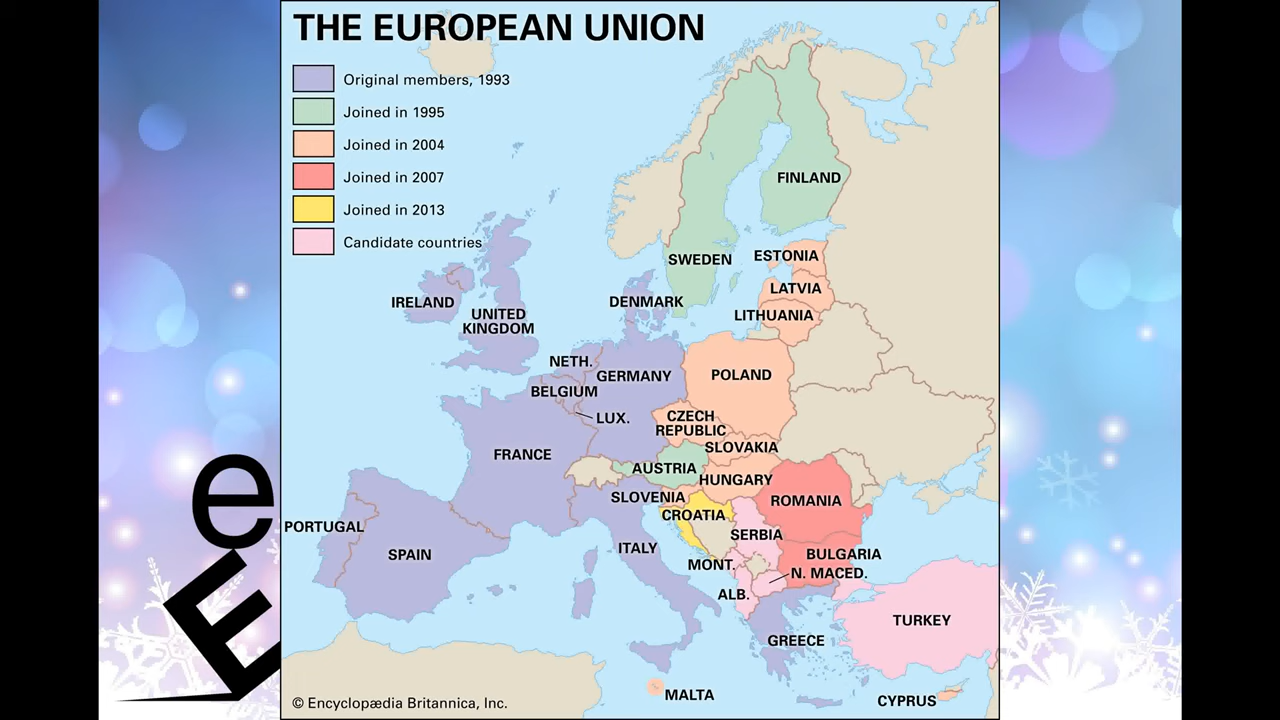 THE EUROPEAN UNION
Original members, 1993
Joined in 1995
Joined in 2004
Joined in 2007
Joined in 2013
Candidate countries
FINLAND
SWEDEN
ESTONIA
LATVIA
LITHUANIA
IRELAND
UNITED
KINGDOM
DENMARK
NETH.
GERMANY
BELGIUM
LUX.
POLAND
CZECH
REPUBLIC
SLOVAKIA
FRANCE
AUSTRIA
HUNGARY
SLOVENIA
CROATIA
ROMANIA
PORTUGAL
SPAIN
ITALY
SERBIA
MONT.
BULGARIA
N. MACED.
ALB.
TURKEY
GREECE
MALTA
CYPRUS
© Encyclopædia Britannica, Inc.
e
E